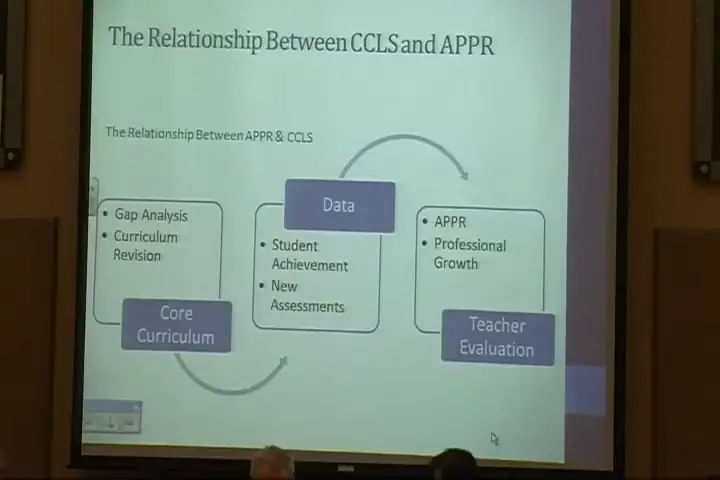 The Relationship Between CCLS and APPR
The Relationship Between APPR & CCLS
• Gap Analysis
• Curriculum
Revision
Core
Curriculum
Data
• Student
Achievement
• New
Assessments
• APPR
• Professional
Growth
Teacher
Evaluation